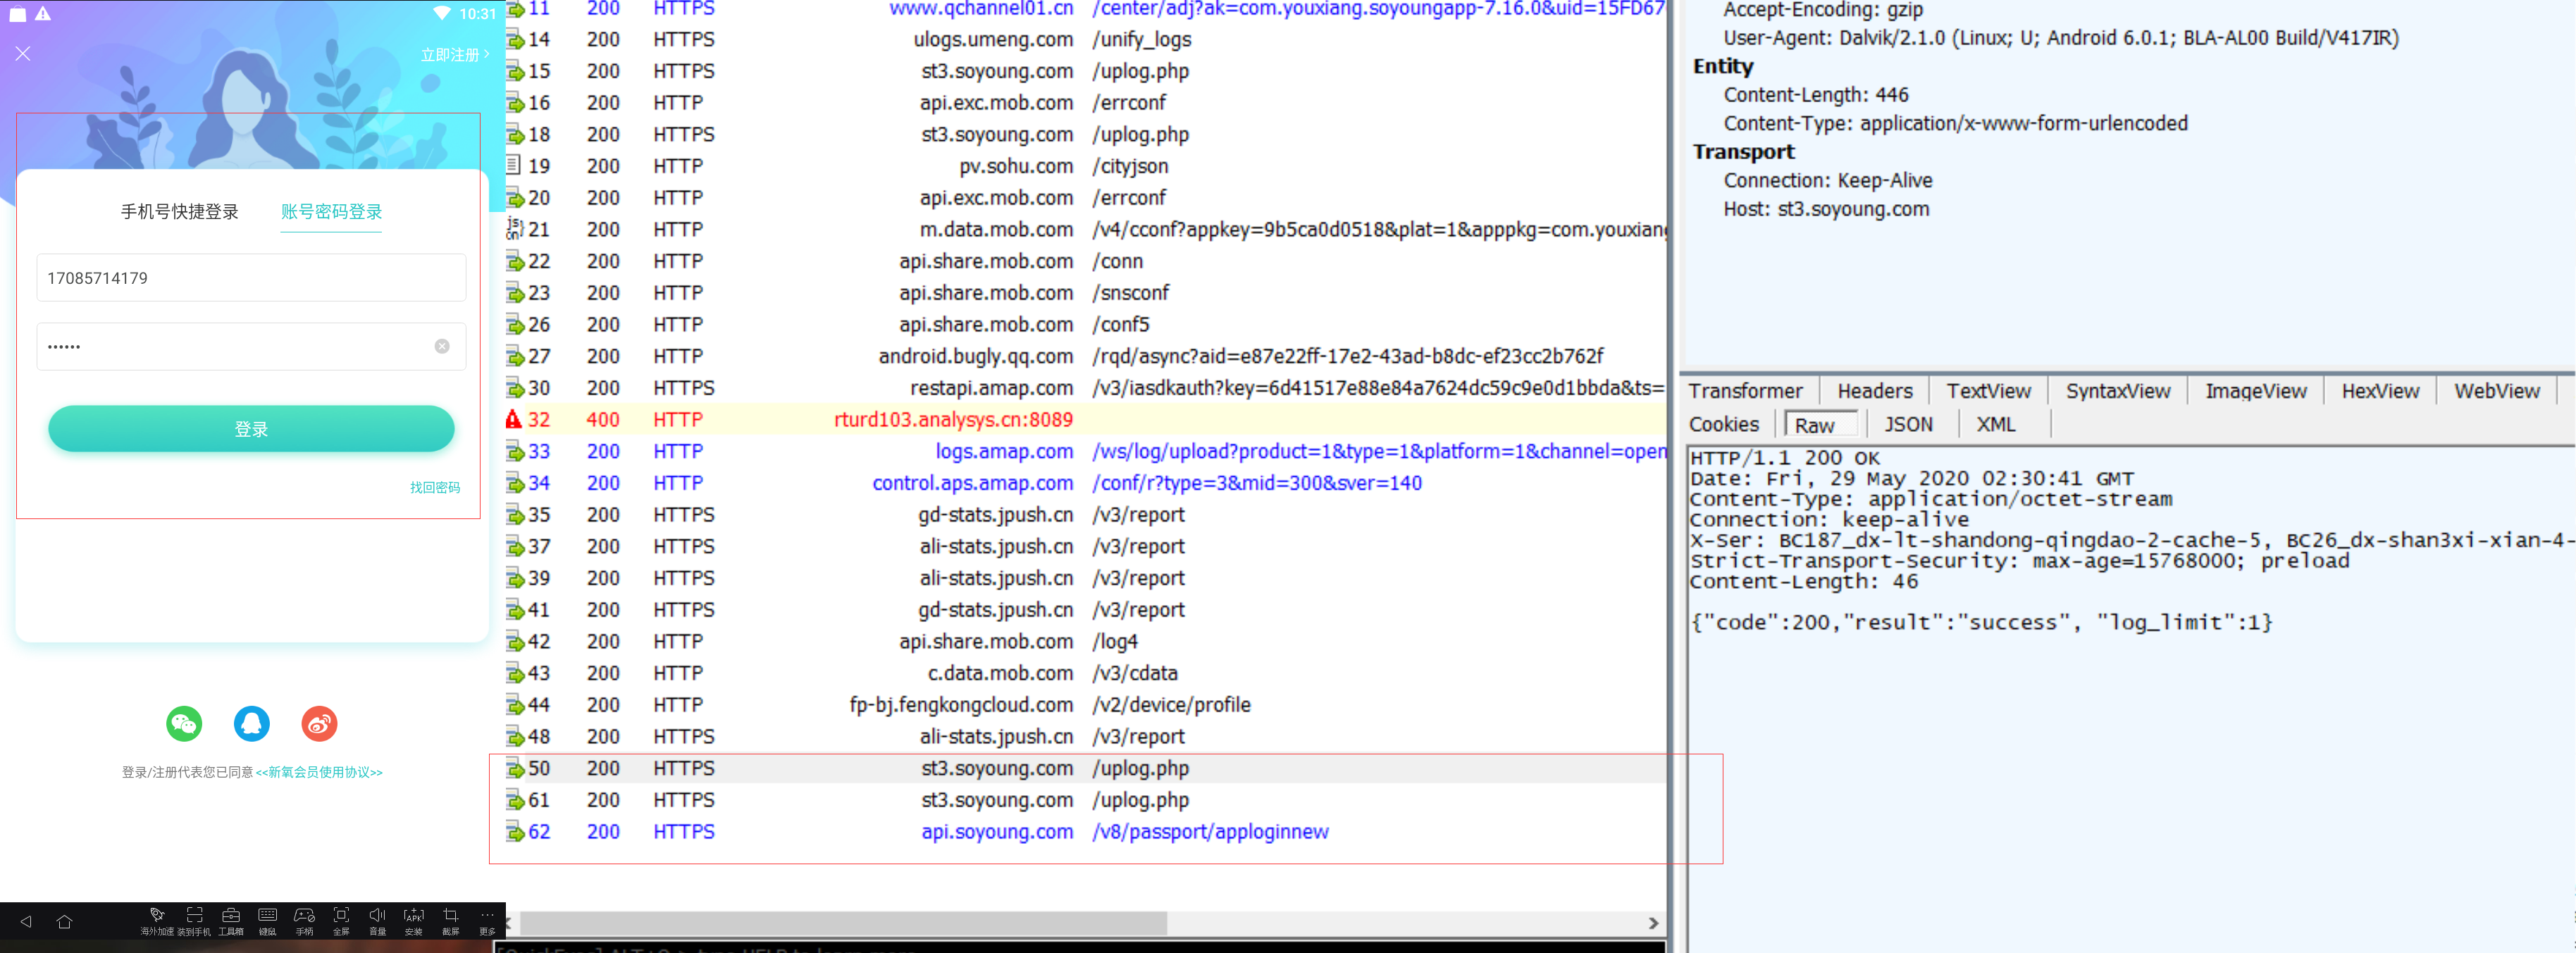 10:31
立即注册 >
手机号快捷登录 账号密码登录
17085714179
••••••
登录
找回密码
登录/注册代表您已同意<<新氧会员使用协议>>
海外加速 装到手机 工具箱 键鼠 手柄 全屏 音量 安装 截屏 更多
11 200 HTTPS www.qchannel01.cn /center/adj?ak=com.youxiang.soyoungapp-7.16.0&uid=15FD67
14 200 HTTPS ulogs.umeng.com /unify_logs
15 200 HTTPS st3.soyoung.com /uplog.php
16 200 HTTP api.exc.mob.com /errconf
18 200 HTTPS st3.soyoung.com /uplog.php
19 200 HTTP pv.sohu.com /cityjson
20 200 HTTP api.exc.mob.com /errconf
21 200 HTTP m.data.mob.com /v4/cconf?appkey=9b5ca0d0518&plat=1&apppkg=com.youxiang
22 200 HTTP api.share.mob.com /conn
23 200 HTTP api.share.mob.com /snsconf
26 200 HTTP api.share.mob.com /conf5
27 200 HTTP android.bugly.qq.com /rqd/async?aid=e87e22ff-17e2-43ad-b8dc-ef23cc2b762f
30 200 HTTPS restapi.amap.com /v3/iasdkauth?key=6d41517e88e84a7624dc59c9e0d1bbda&ts=
32 400 HTTP rturd103.analysys.cn:8089
33 200 HTTP logs.amap.com /ws/log/upload?product=1&type=1&platform=1&channel=open
34 200 HTTP control.aps.amap.com /conf/r?type=3&mid=300&sver=140
35 200 HTTPS gd-stats.jpush.cn /v3/report
37 200 HTTPS ali-stats.jpush.cn /v3/report
39 200 HTTPS ali-stats.jpush.cn /v3/report
41 200 HTTPS gd-stats.jpush.cn /v3/report
42 200 HTTP api.share.mob.com /log4
43 200 HTTP c.data.mob.com /v3/cdata
44 200 HTTP fp-bj.fengkongcloud.com /v2/device/profile
48 200 HTTPS ali-stats.jpush.cn /v3/report
50 200 HTTPS st3.soyoung.com /uplog.php
61 200 HTTPS st3.soyoung.com /uplog.php
62 200 HTTPS api.soyoung.com /v8/passport/apploginnew
Accept-Encoding: gzip
User-Agent: Dalvik/2.1.0 (Linux; U; Android 6.0.1; BLA-AL00 Build/V417IR)
Entity
Content-Length: 446
Content-Type: application/x-www-form-urlencoded
Transport
Connection: Keep-Alive
Host: st3.soyoung.com
Transformer Headers TextView SyntaxView ImageView HexView WebView
Cookies Raw JSON XML
HTTP/1.1 200 OK
Date: Fri, 29 May 2020 02:30:41 GMT
Content-Type: application/octet-stream
Connection: keep-alive
X-Ser: BC187_dx-lt-shandong-qingdao-2-cache-5, BC26_dx-shan3xi-xian-4-
Strict-Transport-Security: max-age=15768000; preload
Content-Length: 46
{"code":200,"result":"success", "log_limit":1}